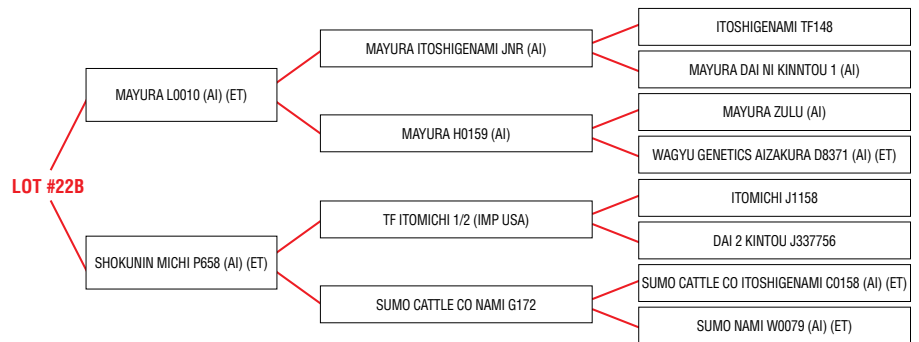 ITOSHIGENAMI TF148
MAYURA ITOSHIGENAMI JNR (AI)
MAYURA DAI NI KINNTOU 1 (AI)
MAYURA L0010 (AI) (ET)
MAYURA ZULU (AI)
MAYURA H0159 (AI)
WAGYU GENETICS AIZAKURA D8371 (AI) (ET)
LOT #22B
ITOMICHI J1158
TF ITOMICHI 1/2 (IMP USA)
DAI 2 KINTOU J337756
SHOKUNIN MICHI P658 (AI) (ET)
SUMO CATTLE CO ITOSHIGENAMI C0158 (AI) (ET)
SUMO CATTLE CO NAMI G172
SUMO NAMI W0079 (AI) (ET)